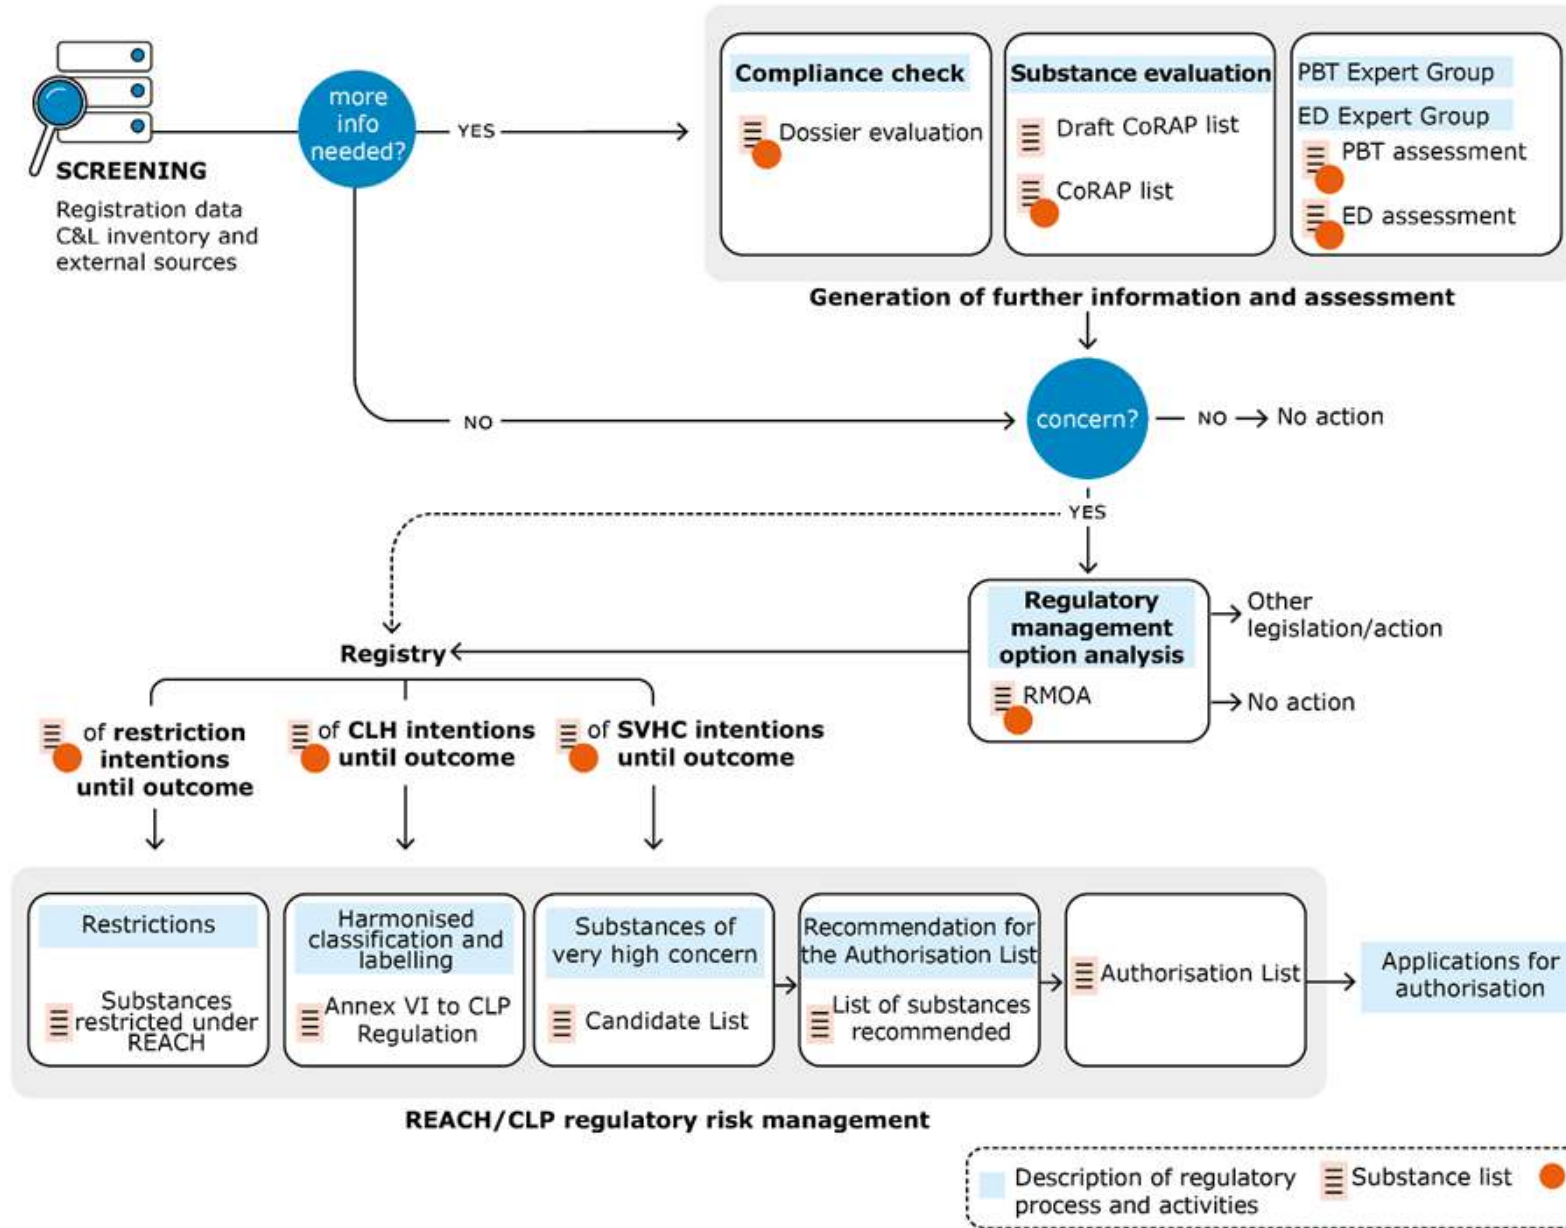 SCREENING
Registration data
C&L inventory and
external sources
more
info
needed?
YES
NO
Compliance check
Dossier evaluation
Substance evaluation
Draft CoRAP list
CoRAP list
PBT Expert Group
ED Expert Group
PBT assessment
ED assessment
Generation of further information and assessment
concern?
NO
No action
YES
Regulatory
management
option analysis
RMOA
Other
legislation/action
No action
Registry
of restriction
intentions
until outcome
of CLH intentions
until outcome
of SVHC intentions
until outcome
Restrictions
Substances
restricted under
REACH
Harmonised
classification and
labelling
Annex VI to CLP
Regulation
Substances of
very high concern
Candidate List
Recommendation for
the Authorisation List
List of substances
recommended
Authorisation List
Applications for
authorisation
REACH/CLP regulatory risk management
Description of regulatory
process and activities
Substance list